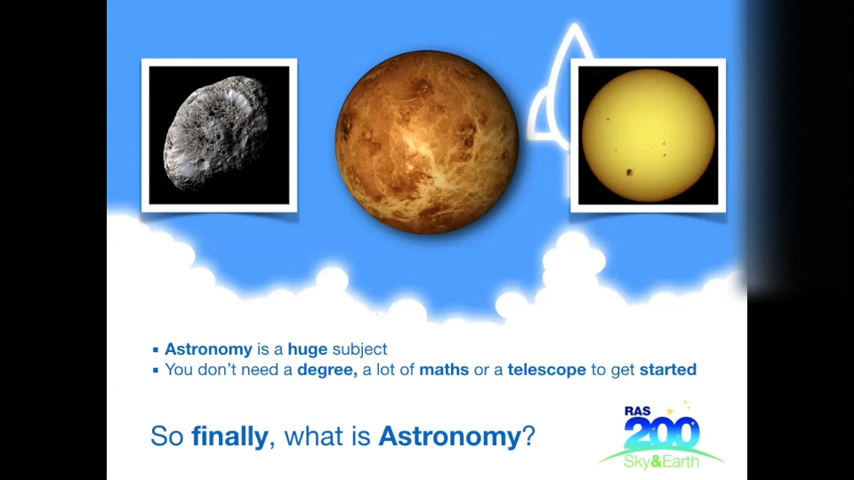 ▪ Astronomy is a huge subject
▪ You don't need a degree, a lot of maths or a telescope to get started
So finally, what is Astronomy?
RAS
200
Sky&Earth